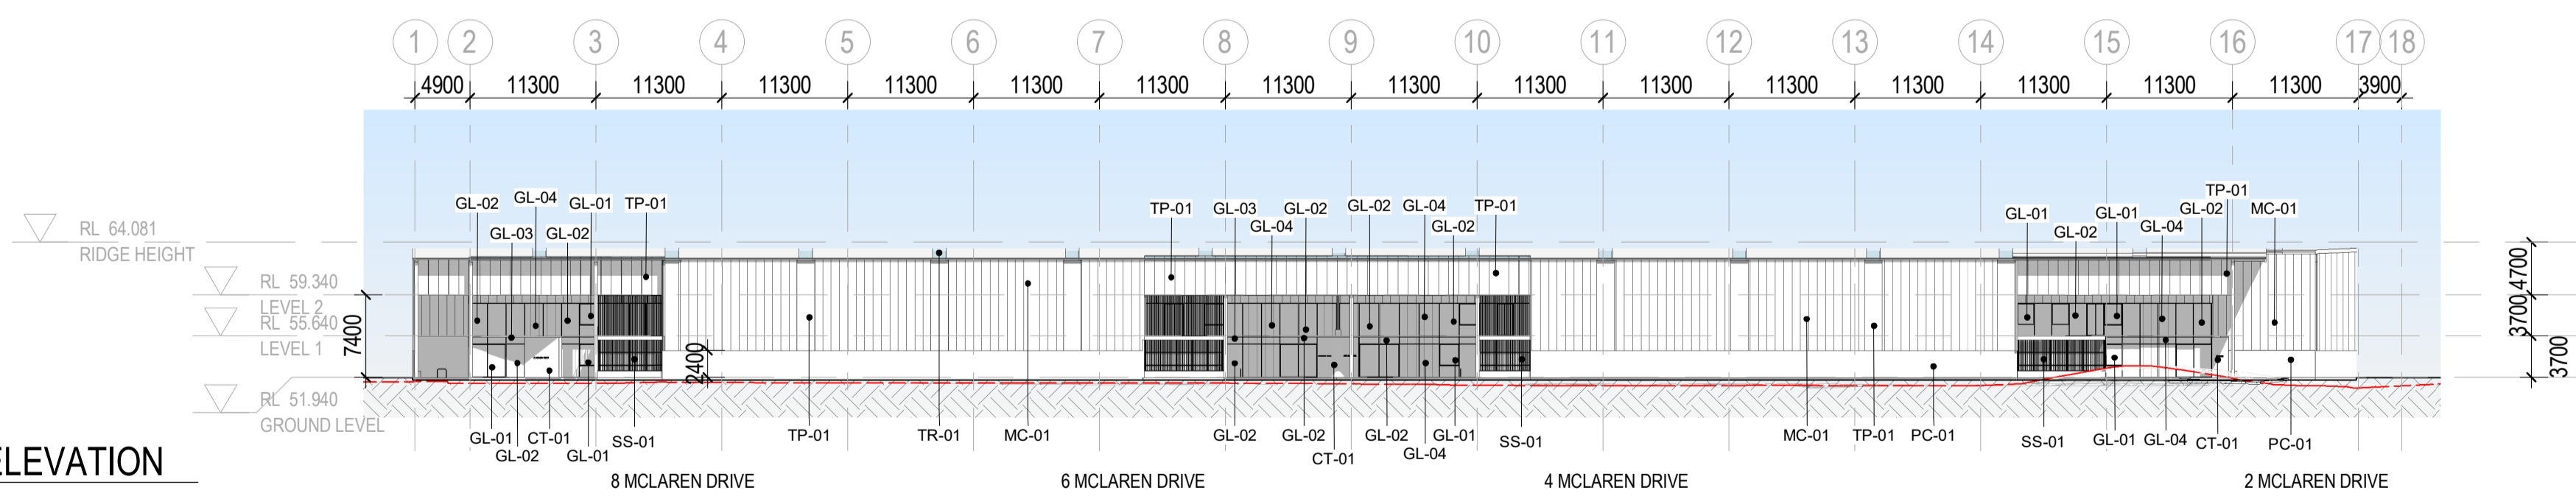 1 2 3 4 5 6 7 8 9 10 11 12 13 14 15 16 17 18
4900 11300 11300 11300 11300 11300 11300 11300 11300 11300 11300 11300 11300 11300 11300 11300 3900
GL-02 GL-04 GL-01 TP-01 TP-01 GL-03 GL-02 GL-02 GL-04 TP-01 GL-01 GL-01 GL-02 TP-01 MC-01
GL-03 GL-02 GL-04 GL-02 GL-02 GL-04
RL 64.081
RIDGE HEIGHT
RL 59.340
LEVEL 2
RL 55.640
LEVEL 1
RL 51.940
GROUND LEVEL
7400
2400
4700
3700
3700
GL-01 CT-01 SS-01 TP-01 TR-01 MC-01 GL-02 GL-02 GL-02 GL-01 SS-01 MC-01 TP-01 PC-01 SS-01 GL-01 GL-04 CT-01 PC-01
GL-02 GL-01 CT-01 GL-04
ELEVATION
8 MCLAREN DRIVE 6 MCLAREN DRIVE 4 MCLAREN DRIVE 2 MCLAREN DRIVE